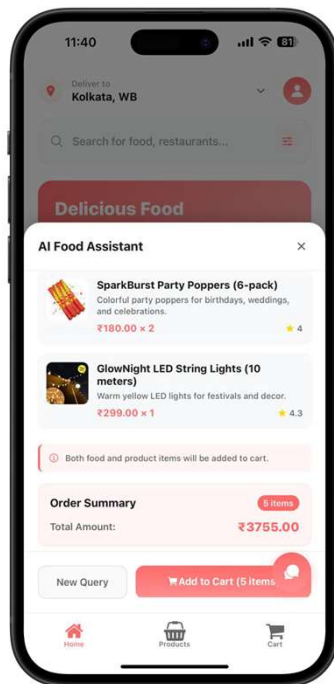 11:40
81
Deliver to
Kolkata, WB
Search for food, restaurants...
Delicious Food
AI Food Assistant
SparkBurst Party Poppers (6-pack)
Colorful party poppers for birthdays, weddings,
and celebrations.
₹180.00 × 2
4
GlowNight LED String Lights (10
meters)
Warm yellow LED lights for festivals and decor.
₹299.00 × 1
4.3
Both food and product items will be added to cart.
Order Summary
5 items
Total Amount:
₹3755.00
New Query
Add to Cart (5 items
Home
Products
Cart